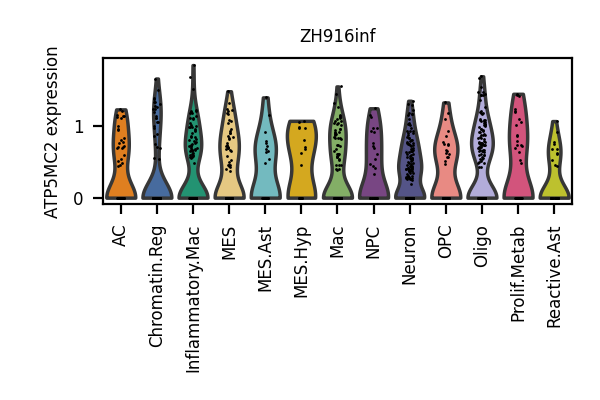 ZH916inf
ATP5MC2 expression
1
0
AC
Chromatin.Reg
Inflammatory.Mac
MES
MES.Ast
MES.Hyp
Mac
NPC
Neuron
OPC
Oligo
Prolif.Metab
Reactive.Ast